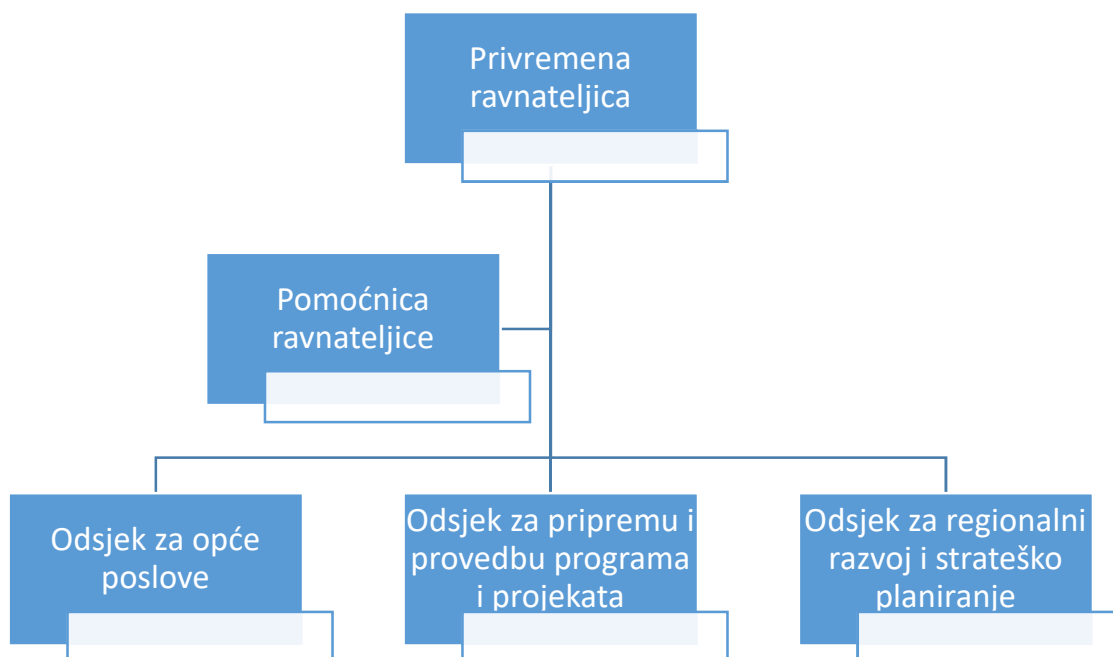 Privremena
ravnateljica
Pomoćnica
ravnateljice
Odsjek za opće
poslove
Odsjek za pripremu i
provedbu programa
i projekata
Odsjek za regionalni
razvoj i strateško
planiranje